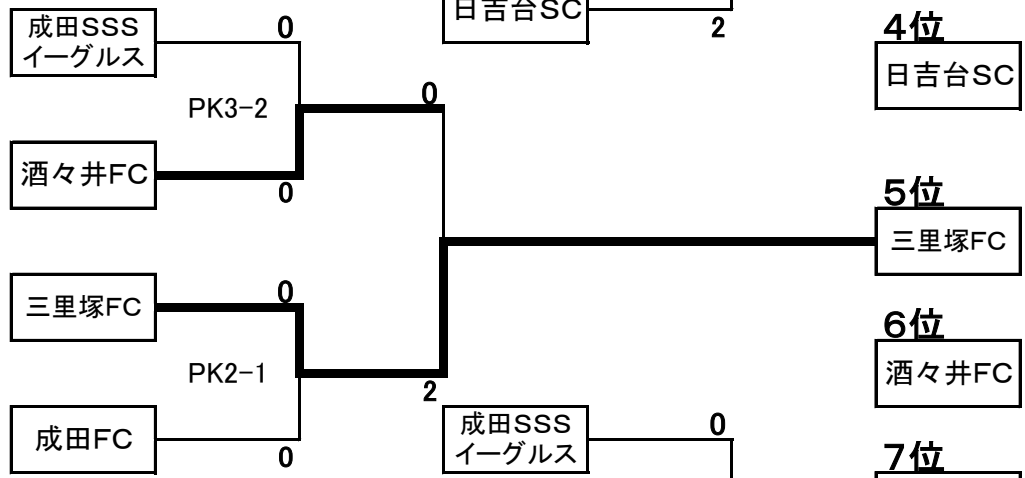 日吉台SC
2
4位
日吉台SC
成田SSS
イーグルス
0
PK3-2
0
酒々井FC
0
5位
三里塚FC
三里塚FC
0
PK2-1
2
成田FC
0
6位
酒々井FC
成田SSS
イーグルス
0
7位